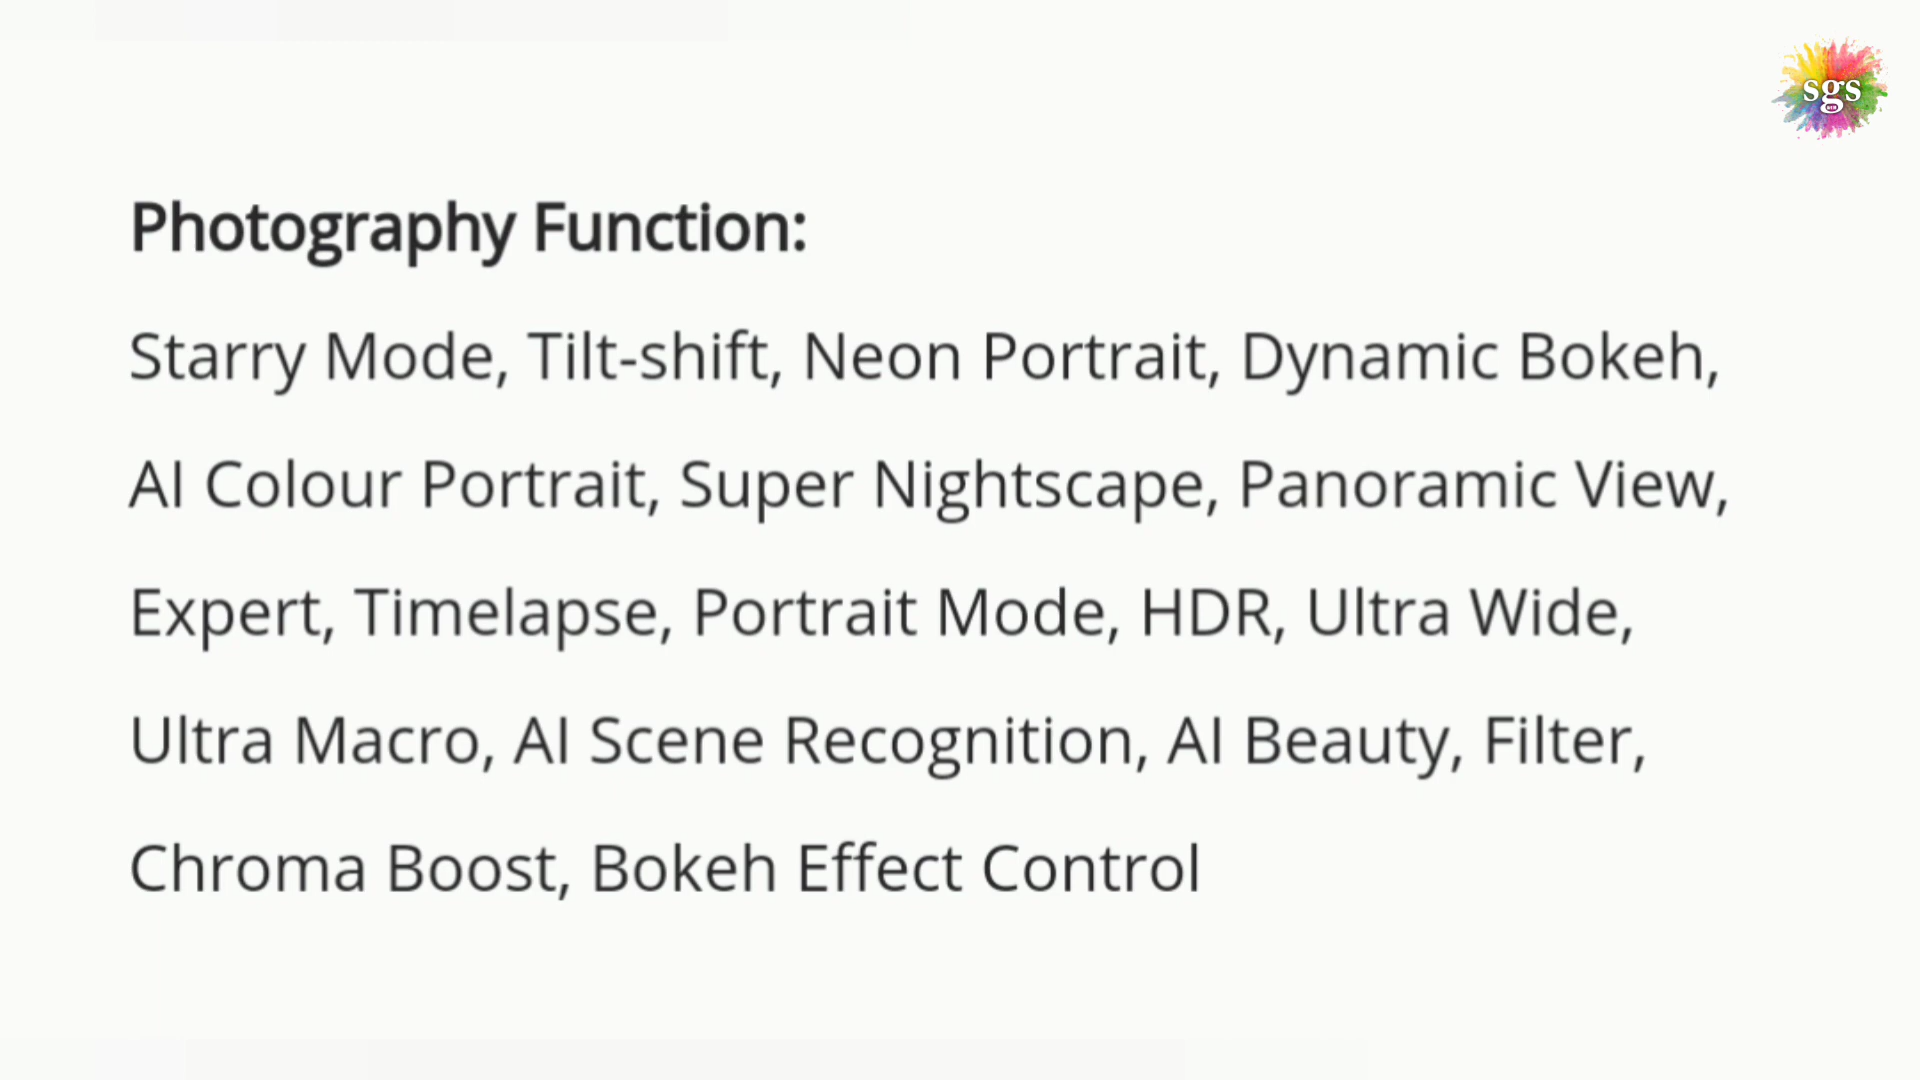 sgs
Photography Function:
Starry Mode, Tilt-shift, Neon Portrait, Dynamic Bokeh,
AI Colour Portrait, Super Nightscape, Panoramic View,
Expert, Timelapse, Portrait Mode, HDR, Ultra Wide,
Ultra Macro, AI Scene Recognition, AI Beauty, Filter,
Chroma Boost, Bokeh Effect Control